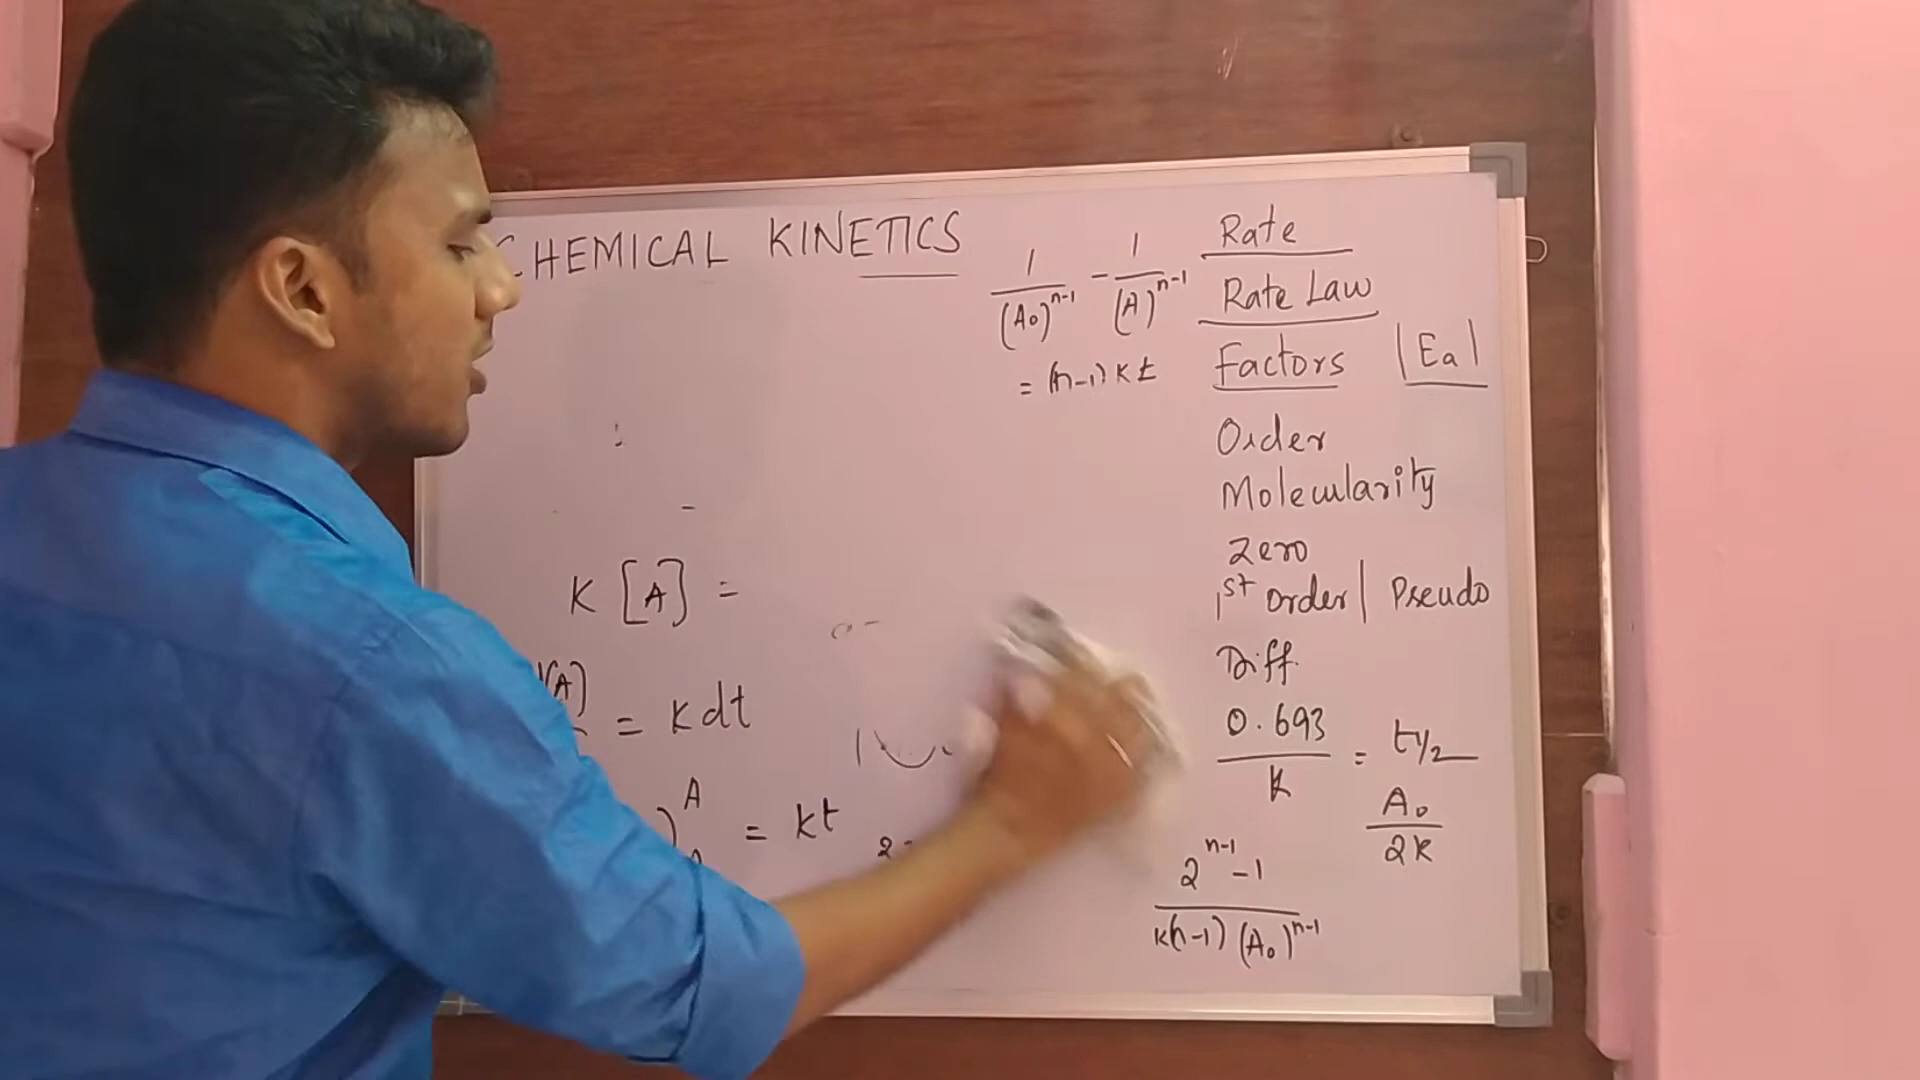 CHEMICAL KINETICS
1/(A0)^n-1 - 1/(A)^n-1
= (n-1) K t
K [A] =
= K dt
)^A = kt
Rate
Rate Law
Factors | Ea |
Order
Molecularity
Zero
1st order | Pseudo
Diff.
0.693/K = t1/2
A0/2K
2^n-1 - 1/K(n-1) (A0)^n-1